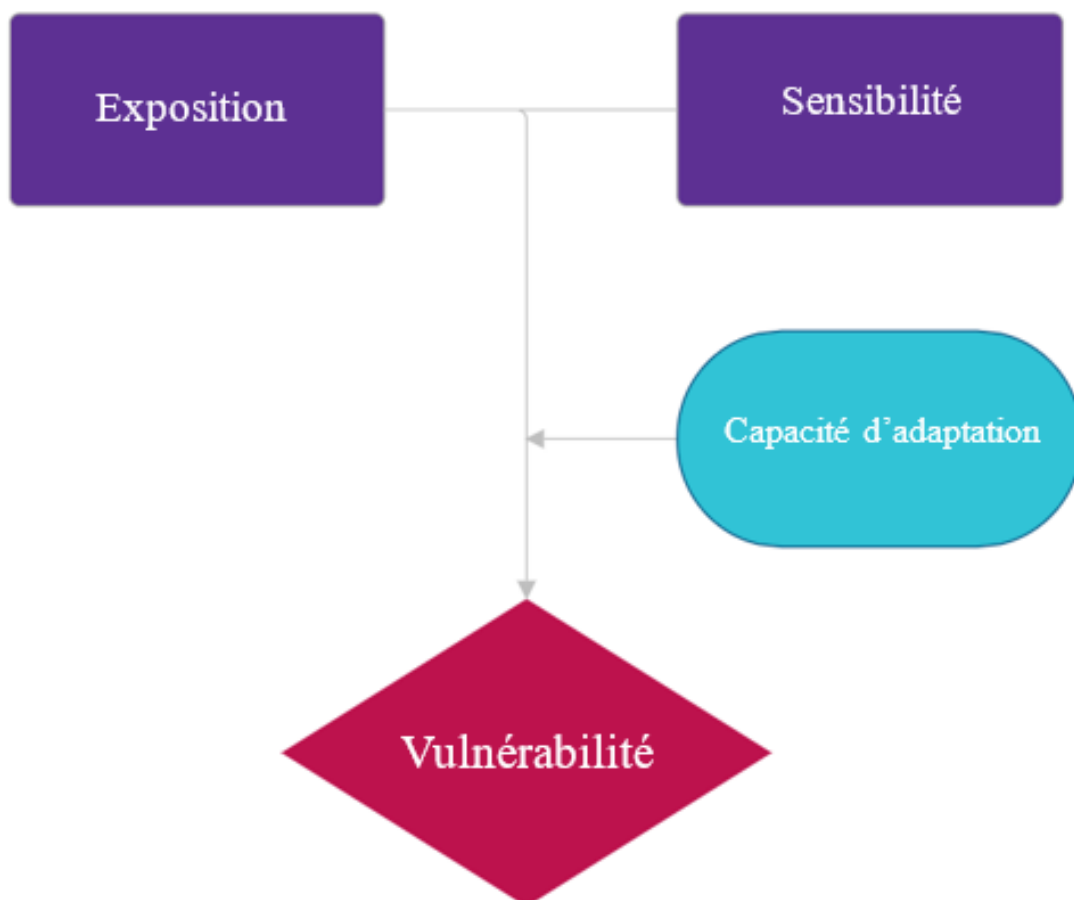 Exposition
Sensibilité
Capacité d’adaptation
Vulnérabilité